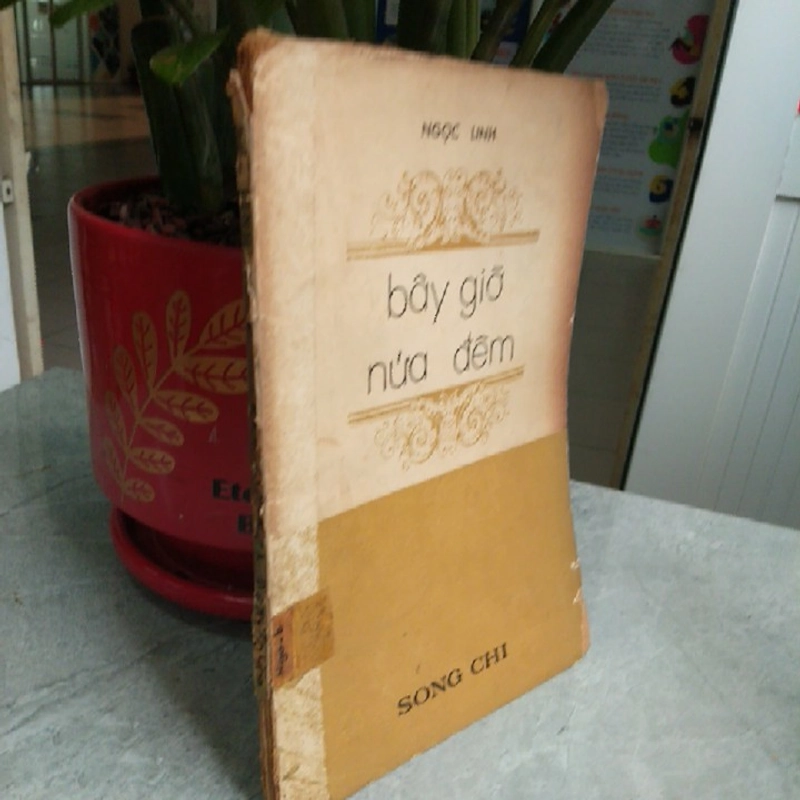 NGỌC LINH
bây giờ
nửa đêm
SONG CHI